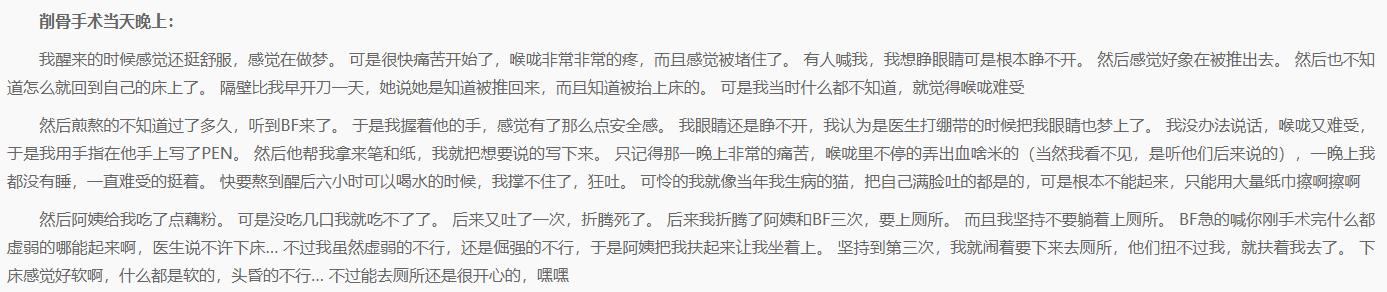 削骨手术当天晚上：
我醒来的时候感觉还挺舒服，感觉在做梦。 可是很快痛苦开始了，喉咙非常非常的疼，而且感觉被堵住了。 有人喊我，我想睁眼睛可是根本睁不开。 然后感觉好象在被推出去。 然后也不知
道怎么就回到自己的床上了。 隔壁比我早开刀一天，她说她是知道被推回来，而且知道被抬上床的。 可是我当时什么都不知道，就觉得喉咙难受
然后煎熬的不知道过了多久，听到BF来了。 于是我握着他的手，感觉有了那么点安全感。 我眼睛还是睁不开，我认为是医生打绷带的时候把我眼睛也梦上了。 我没办法说话，喉咙又难受，
于是我用手指在他手上写了PEN。 然后他帮我拿来笔和纸，我就把想要说的写下来。 只记得那一晚上非常的痛苦，喉咙里不停的弄出血啥米的（当然我看不见，是听他们后来说的），一晚上我
都没有睡，一直难受的挺着。 快要熬到醒后六小时可以喝水的时候，我撑不住了，狂吐。 可怜的我就像当年我生病的猫，把自己满脸吐的都是的，可是根本不能起来，只能用大量纸巾擦啊擦啊
然后阿姨给我吃了点藕粉。 可是没吃几口我就吃不了了。 后来又吐了一次，折腾死了。 后来我折腾了阿姨和BF三次，要上厕所。 而且我坚持不要躺着上厕所。 BF急的喊你刚手术完什么都
虚弱的哪能起来啊，医生说不许下床... 不过我虽然虚弱的不行，还是倔强的不行，于是阿姨把我扶起来让我坐着上。 坚持到第三次，我就闹着要下来去厕所，他们扭不过我，就扶着我去了。 下
床感觉好软啊，什么都是软的，头昏的不行... 不过能去厕所还是很开心的，嘿嘿